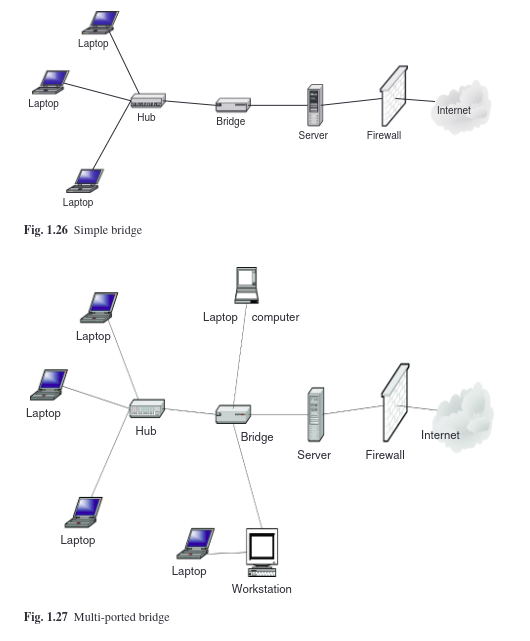 Laptop
Laptop
Hub
Bridge
Server
Firewall
Internet
Laptop
Fig. 1.26 Simple bridge
Laptop computer
Laptop
Laptop
Hub
Bridge
Server
Firewall
Internet
Laptop
Laptop
Workstation
Fig. 1.27 Multi-ported bridge